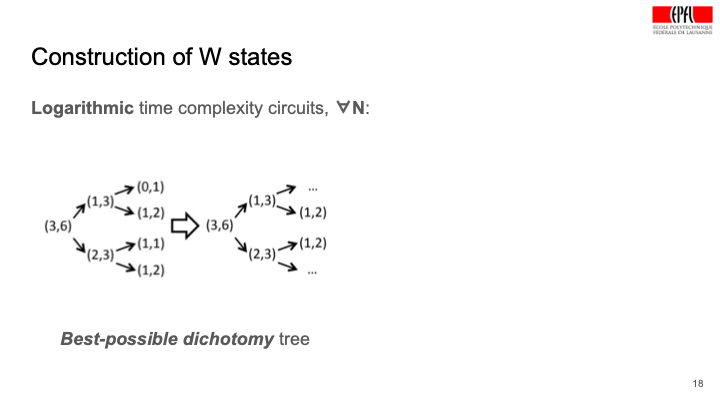 EPFL
ÉCOLE POLYTECHNIQUE
FÉDÉRALE DE LAUSANNE
Construction of W states
Logarithmic time complexity circuits, ∀N:
(3,6)
(1,3)
(0,1)
(1,2)
(2,3)
(1,1)
(1,2)
(3,6)
(1,3)
...
(1,2)
(2,3)
(1,2)
...
Best-possible dichotomy tree
18